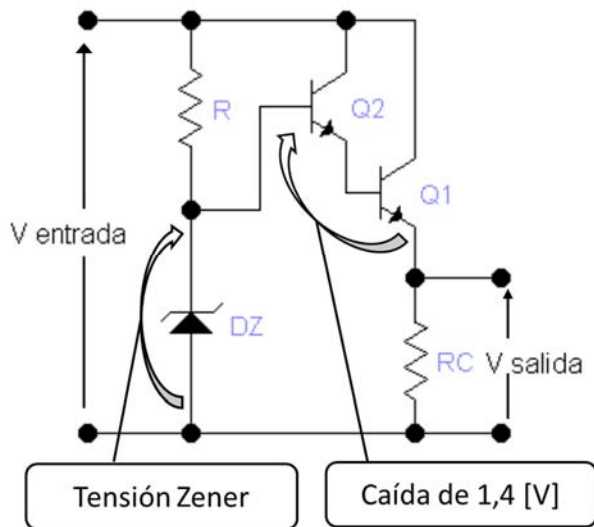 R
Q2
Q1
V entrada
DZ
RC
V salida
Tensión Zener
Caída de 1,4 [V]